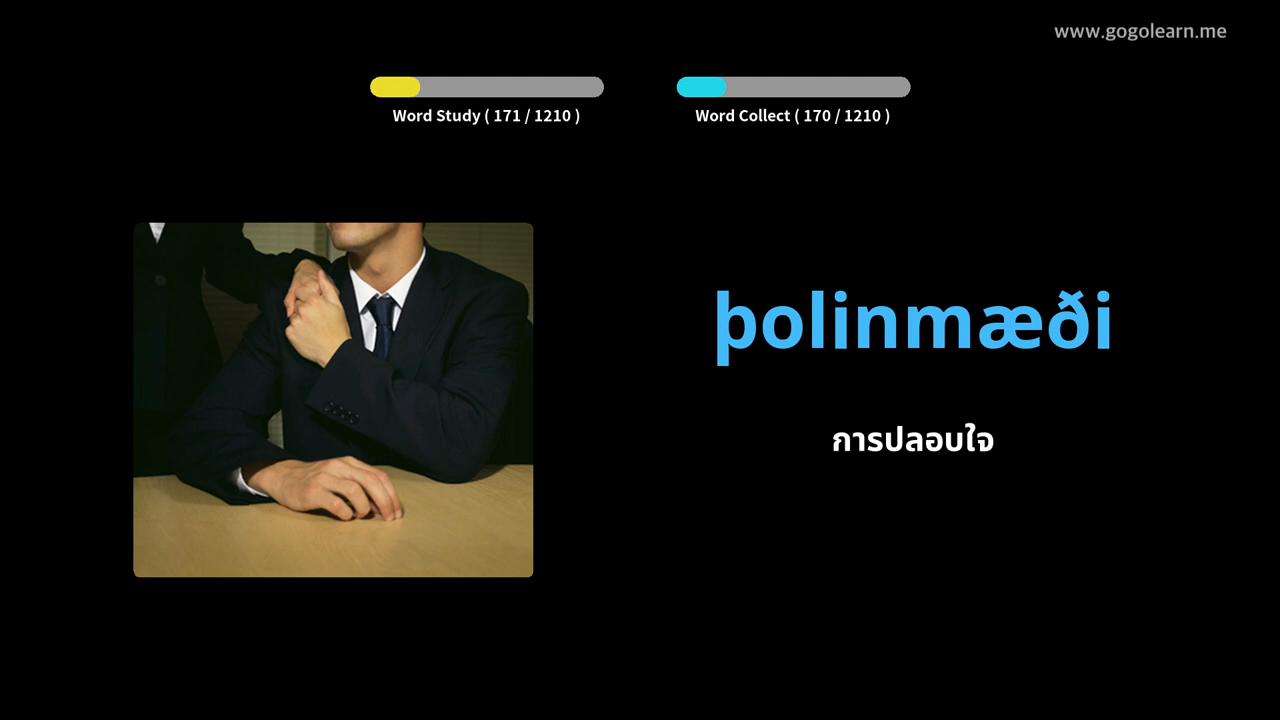 www.gogolearn.me
Word Study ( 171 / 1210 )
Word Collect ( 170 / 1210 )
þolinmæði
การปลอบใจ